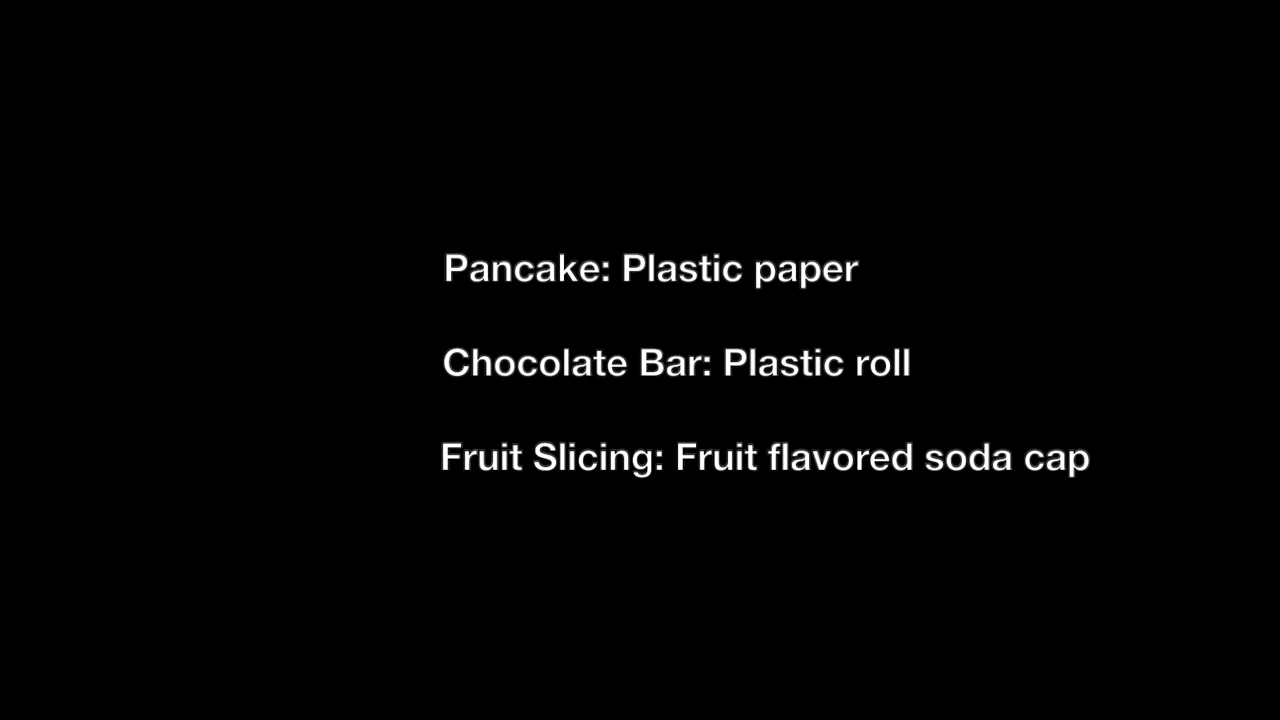 Pancake: Plastic paper
Chocolate Bar: Plastic roll
Fruit Slicing: Fruit flavored soda cap